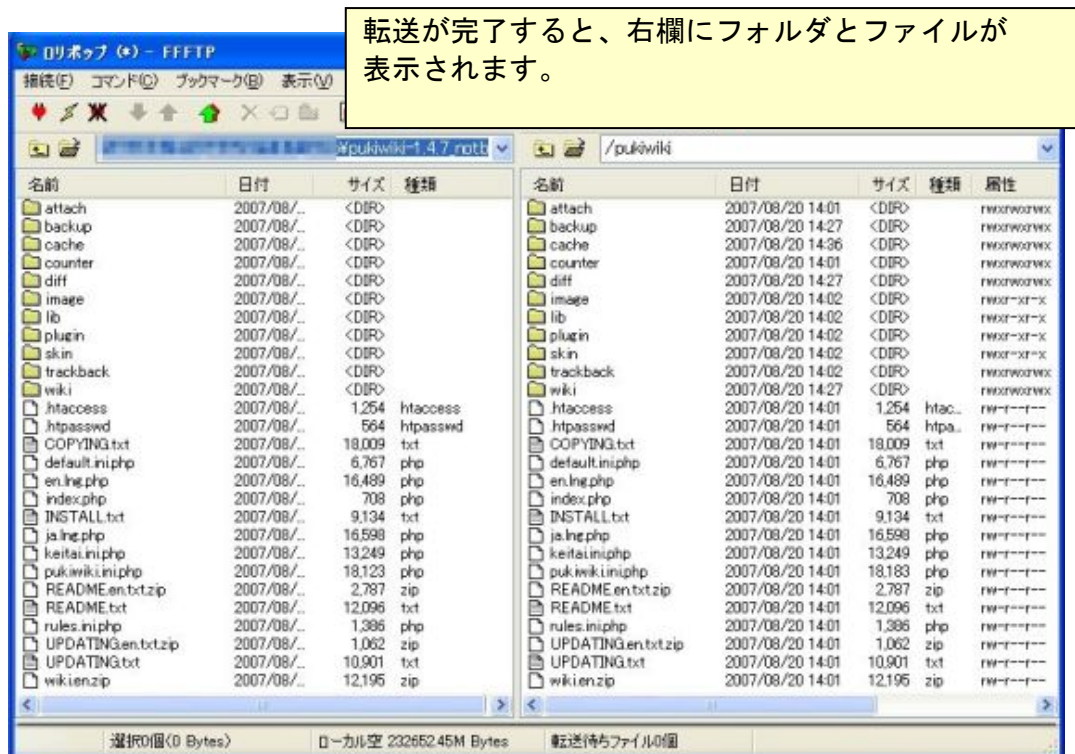 転送が完了すると、右欄にフォルダとファイルが
表示されます。
ロリポップ (*) - FFFTP
接続(F) コマンド(C) ブックマーク(B) 表示(V)
¥pukiwiki-1.4.7_notb /pukiwiki
名前 日付 サイズ 種類 名前 日付 サイズ 種類 属性
attach 2007/08/... <DIR> attach 2007/08/20 14:01 <DIR> rwxrwxrwx
backup 2007/08/... <DIR> backup 2007/08/20 14:27 <DIR> rwxrwxrwx
cache 2007/08/... <DIR> cache 2007/08/20 14:36 <DIR> rwxrwxrwx
counter 2007/08/... <DIR> counter 2007/08/20 14:01 <DIR> rwxrwxrwx
diff 2007/08/... <DIR> diff 2007/08/20 14:27 <DIR> rwxrwxrwx
image 2007/08/... <DIR> image 2007/08/20 14:02 <DIR> rwxr-xr-x
lib 2007/08/... <DIR> lib 2007/08/20 14:02 <DIR> rwxr-xr-x
plugin 2007/08/... <DIR> plugin 2007/08/20 14:02 <DIR> rwxr-xr-x
skin 2007/08/... <DIR> skin 2007/08/20 14:02 <DIR> rwxr-xr-x
trackback 2007/08/... <DIR> trackback 2007/08/20 14:02 <DIR> rwxrwxrwx
wiki 2007/08/... <DIR> wiki 2007/08/20 14:27 <DIR> rwxrwxrwx
.htaccess 2007/08/... 1,254 htaccess .htaccess 2007/08/20 14:01 1,254 htac... rw-r--r--
.htpasswd 2007/08/... 564 htpasswd .htpasswd 2007/08/20 14:01 564 htpa... rw-r--r--
COPYING.txt 2007/08/... 18,009 txt COPYING.txt 2007/08/20 14:01 18,009 txt rw-r--r--
default.ini.php 2007/08/... 6,767 php default.ini.php 2007/08/20 14:01 6,767 php rw-r--r--
en.lng.php 2007/08/... 16,489 php en.lng.php 2007/08/20 14:01 16,489 php rw-r--r--
index.php 2007/08/... 708 php index.php 2007/08/20 14:01 708 php rw-r--r--
INSTALL.txt 2007/08/... 9,134 txt INSTALL.txt 2007/08/20 14:01 9,134 txt rw-r--r--
ja.lng.php 2007/08/... 16,598 php ja.lng.php 2007/08/20 14:01 16,598 php rw-r--r--
keitai.ini.php 2007/08/... 13,249 php keitai.ini.php 2007/08/20 14:01 13,249 php rw-r--r--
pukiwiki.ini.php 2007/08/... 18,123 php pukiwiki.ini.php 2007/08/20 14:01 18,183 php rw-r--r--
README.en.txt.zip 2007/08/... 2,787 zip README.en.txt.zip 2007/08/20 14:01 2,787 zip rw-r--r--
README.txt 2007/08/... 12,096 txt README.txt 2007/08/20 14:01 12,096 txt rw-r--r--
rules.ini.php 2007/08/... 1,386 php rules.ini.php 2007/08/20 14:01 1,386 php rw-r--r--
UPDATING.en.txt.zip 2007/08/... 1,062 zip UPDATING.en.txt.zip 2007/08/20 14:01 1,062 zip rw-r--r--
UPDATING.txt 2007/08/... 10,901 txt UPDATING.txt 2007/08/20 14:01 10,901 txt rw-r--r--
wiki.en.zip 2007/08/... 12,195 zip wiki.en.zip 2007/08/20 14:01 12,195 zip rw-r--r--
選択0個(0 Bytes) ローカル空 232652.45M Bytes 転送待ちファイル0個